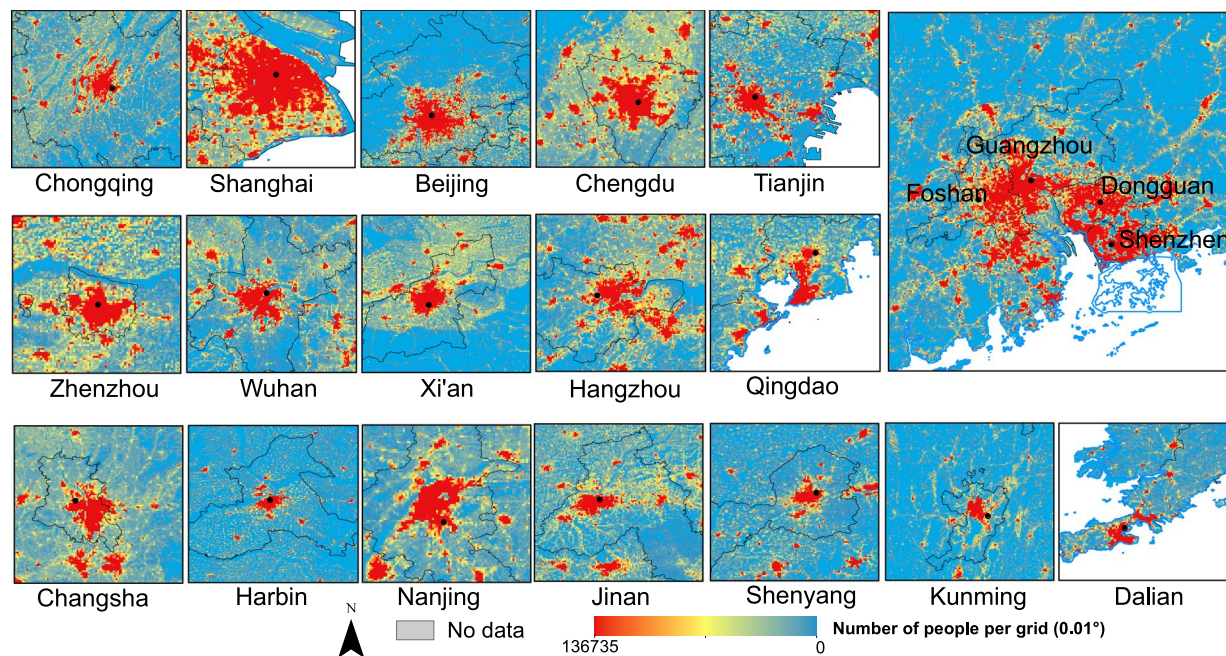 Chongqing
Shanghai
Beijing
Chengdu
Tianjin
Guangzhou
Foshan
Dongguan
Shenzhen
Zhenzhou
Wuhan
Xi'an
Hangzhou
Qingdao
Changsha
Harbin
Nanjing
Jinan
Shenyang
Kunming
Dalian
N
No data
Number of people per grid (0.01°)
136735
0